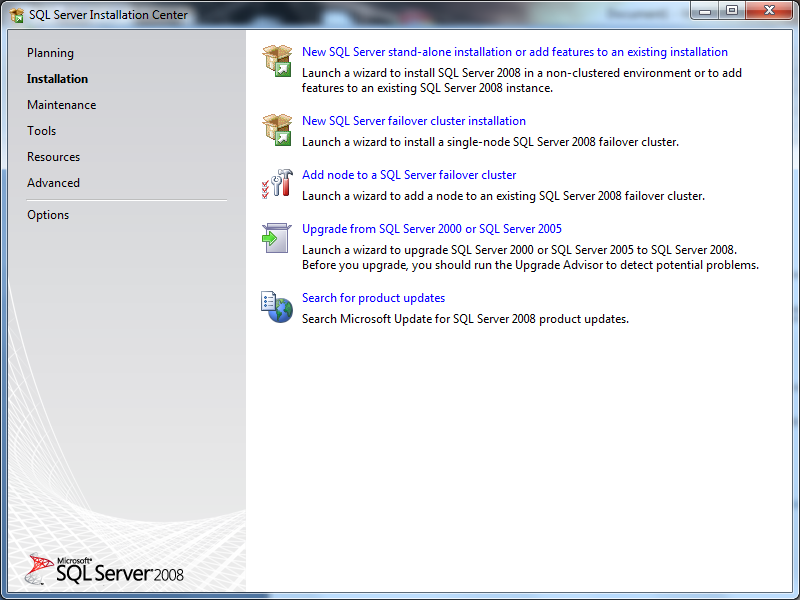 SQL Server Installation Center
Planning
Installation
Maintenance
Tools
Resources
Advanced
Options
New SQL Server stand-alone installation or add features to an existing installation
Launch a wizard to install SQL Server 2008 in a non-clustered environment or to add
features to an existing SQL Server 2008 instance.
New SQL Server failover cluster installation
Launch a wizard to install a single-node SQL Server 2008 failover cluster.
Add node to a SQL Server failover cluster
Launch a wizard to add a node to an existing SQL Server 2008 failover cluster.
Upgrade from SQL Server 2000 or SQL Server 2005
Launch a wizard to upgrade SQL Server 2000 or SQL Server 2005 to SQL Server 2008.
Before you upgrade, you should run the Upgrade Advisor to detect potential problems.
Search for product updates
Search Microsoft Update for SQL Server 2008 product updates.
Microsoft®
SQL Server 2008